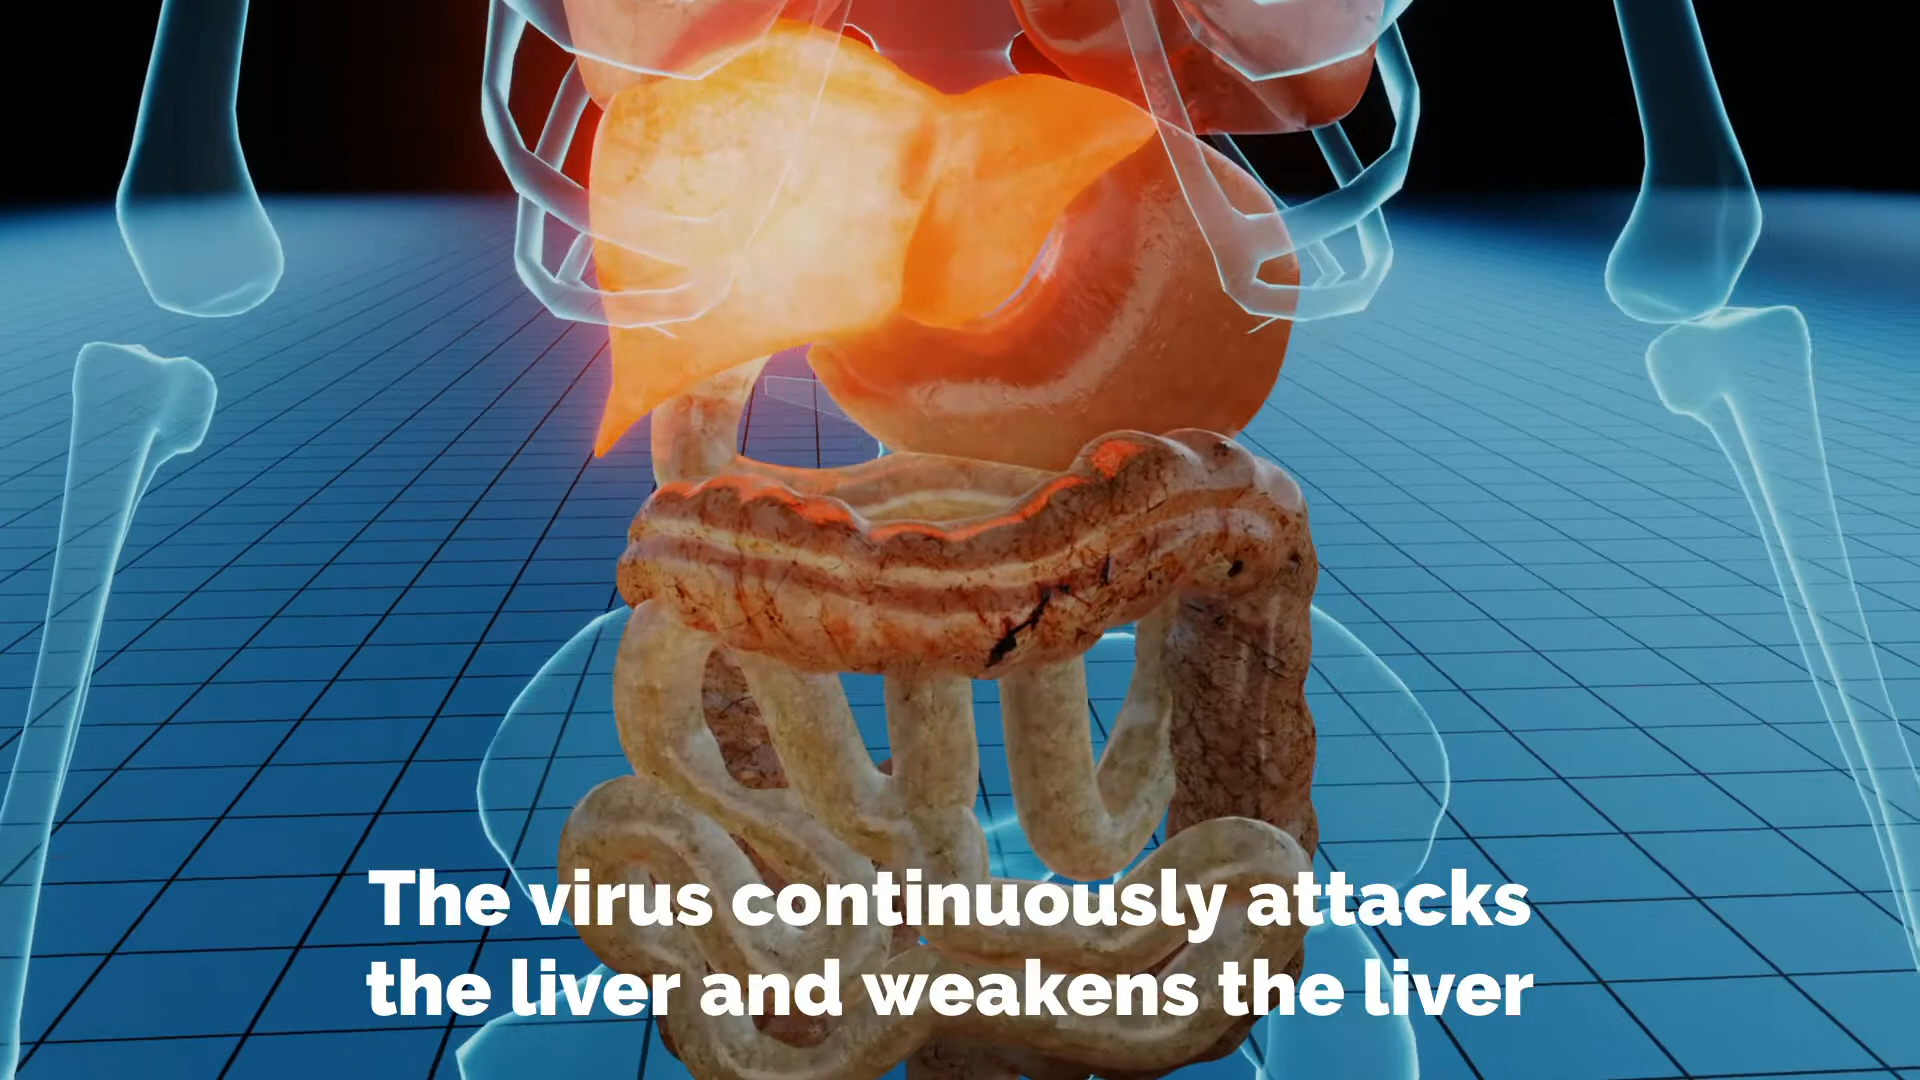 The virus continuously attacks
the liver and weakens the liver